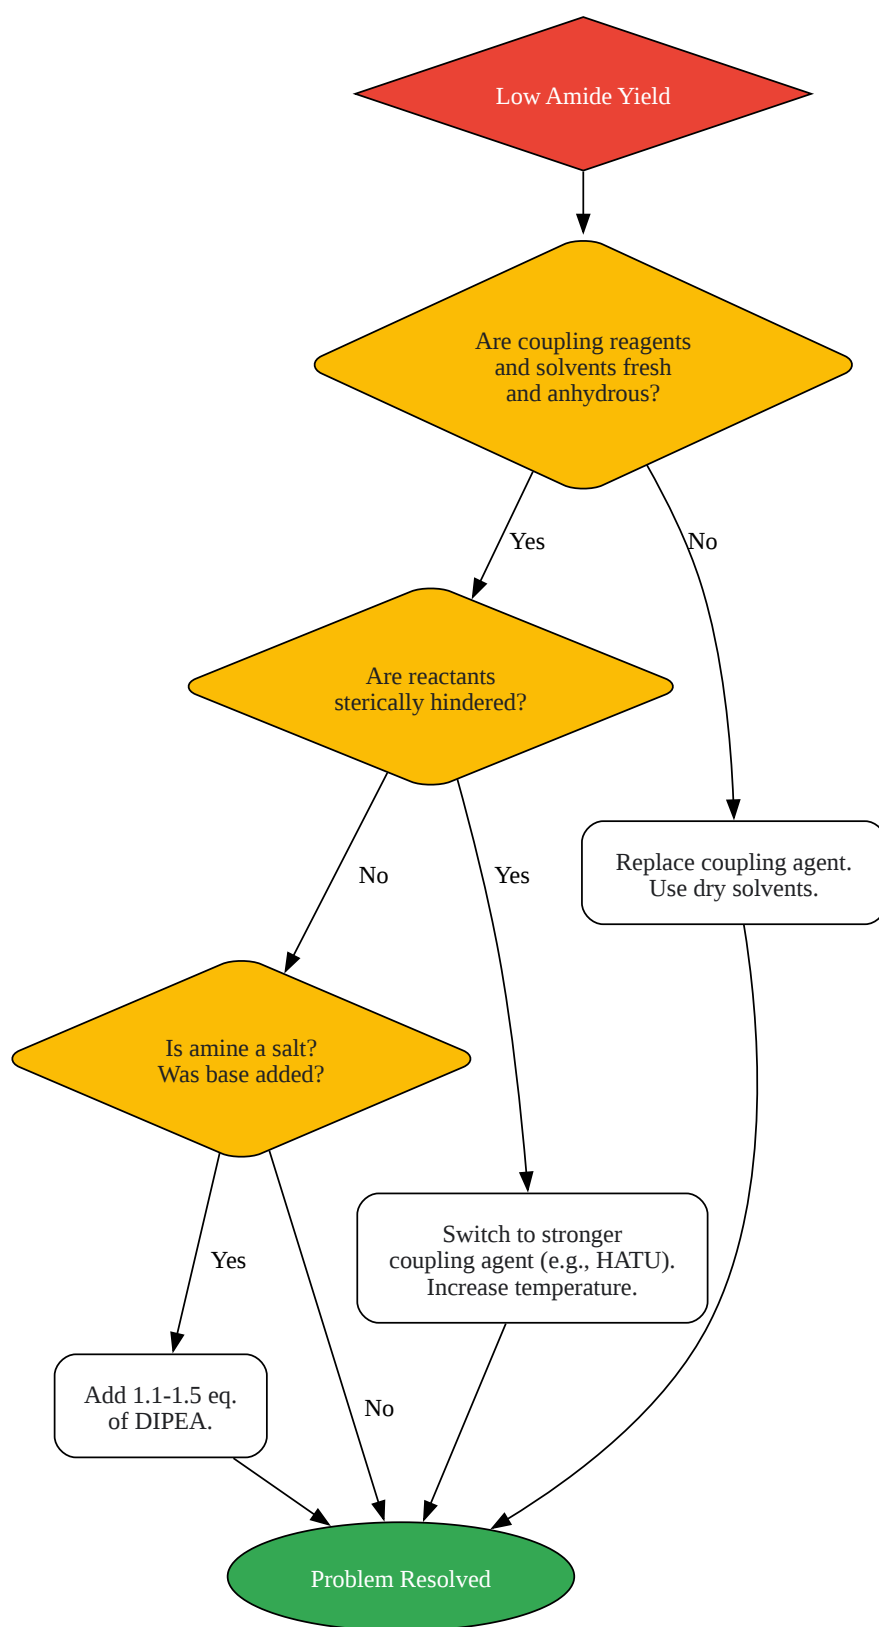 Low Amide Yield
Are coupling reagents
and solvents fresh
and anhydrous?
Yes
No
Are reactants
sterically hindered?
No
Yes
Replace coupling agent.
Use dry solvents.
Is amine a salt?
Was base added?
Yes
No
Switch to stronger
coupling agent (e.g., HATU).
Increase temperature.
Add 1.1-1.5 eq.
of DIPEA.
Problem Resolved